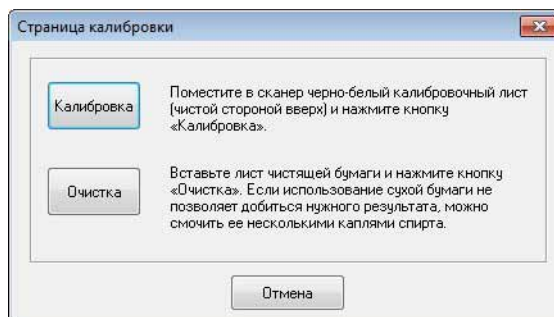 Страница калибровки
Калибровка
Поместите в сканер черно-белый калибровочный лист
(чистой стороной вверх) и нажмите кнопку
«Калибровка».
Очистка
Вставьте лист чистящей бумаги и нажмите кнопку
«Очистка». Если использование сухой бумаги не
позволяет добиться нужного результата, можно
смочить ее несколькими каплями спирта.
Отмена